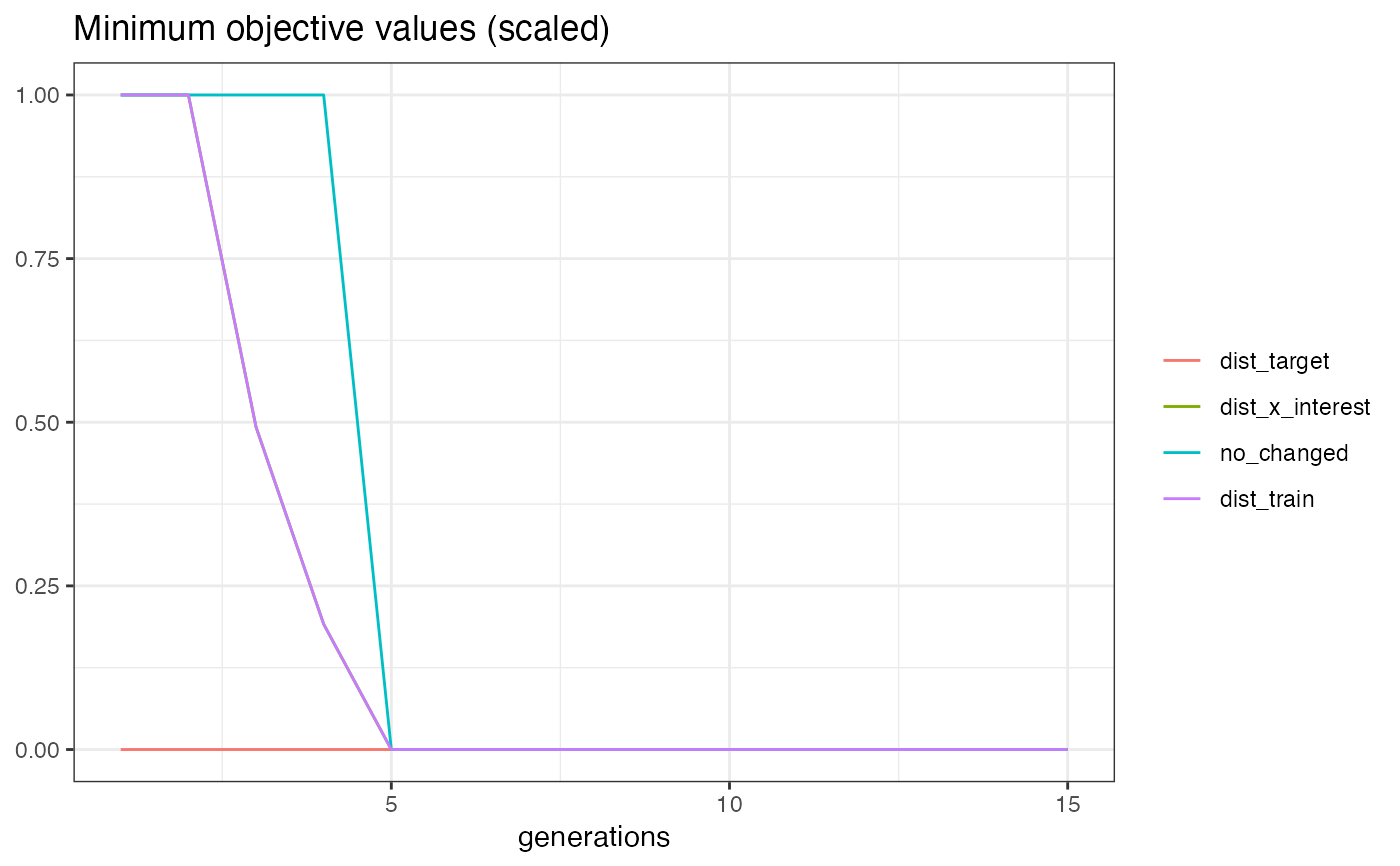 Minimum objective values (scaled)
1.00
0.75
0.50
0.25
0.00
5 10 15
generations
dist_target
dist_x_interest
no_changed
dist_train